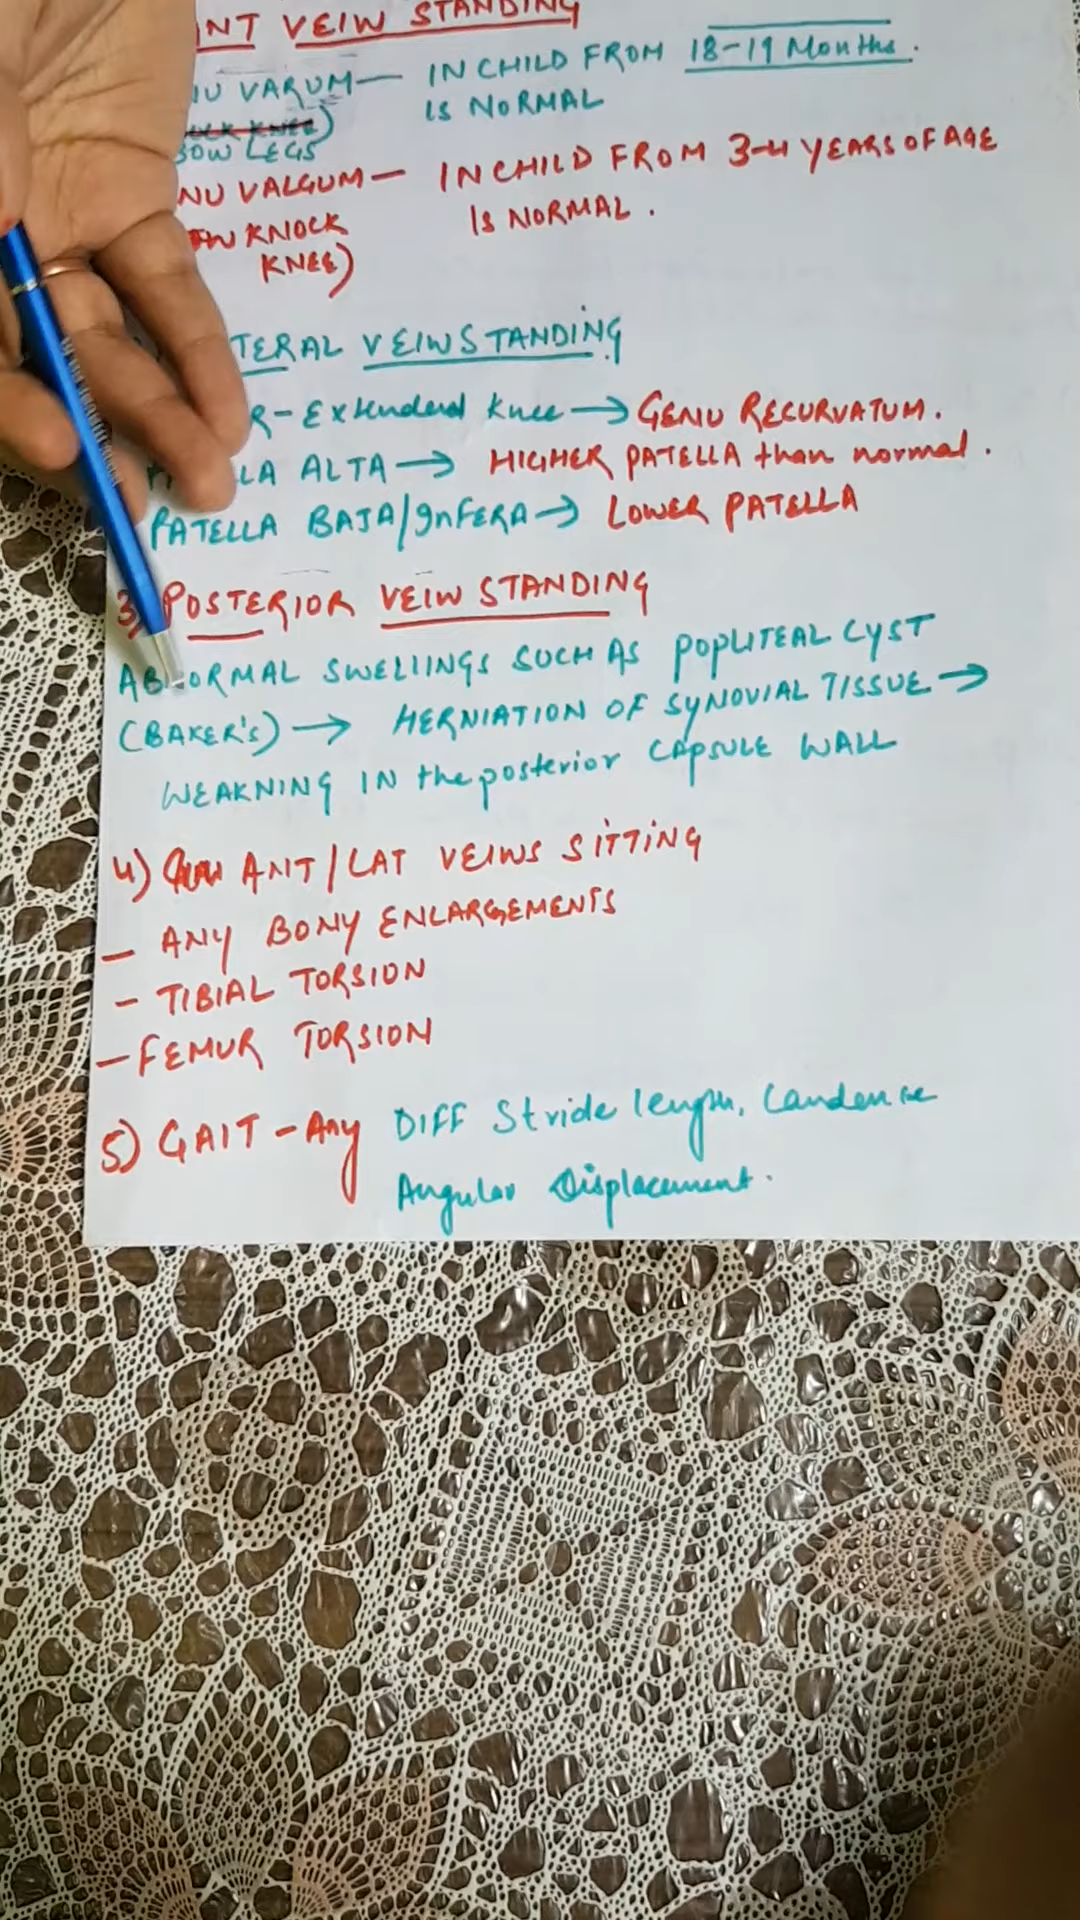 ANT VEIW STANDING
NU VARUM — IN CHILD FROM 18-19 Months.
IS NORMAL
BOW LEGS
NU VALGUM — IN CHILD FROM 3-4 YEARS OF AGE
KNOCK IS NORMAL.
KNEE)
TERAL VEIW STANDING
R-Extended Knee → GENU RECURVATUM.
LA ALTA → HIGHER PATELLA than normal.
PATELLA BAJA/InFERA → LOWER PATELLA
3) POSTERIOR VEIW STANDING
ABNORMAL SWELLINGS SUCH AS POPLITEAL CYST
(BAKER'S) → HERNIATION OF SYNOVIAL TISSUE →
WEAKNING IN the posterior CAPSULE WALL
4) ANT/LAT VEIWS SITTING
— ANY BONY ENLARGEMENTS
- TIBIAL TORSION
— FEMUR TORSION
5) GAIT - Any DIFF Stride length, Candence
Angular Displacement.